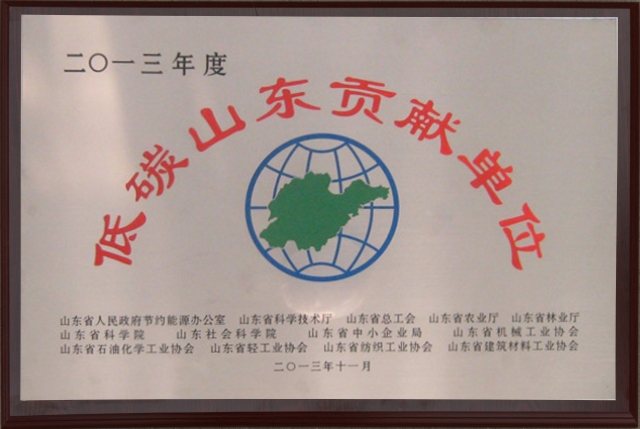 二〇一三年度
低碳山东贡献单位
山东省人民政府节约能源办公室 山东省科学技术厅 山东省总工会 山东省农业厅 山东省林业厅
山东省科学院 山东社会科学院 山东省中小企业局 山东省机械工业协会
山东省石油化学工业协会 山东省轻工业协会 山东省纺织工业协会 山东省建筑材料工业协会
二〇一三年十一月